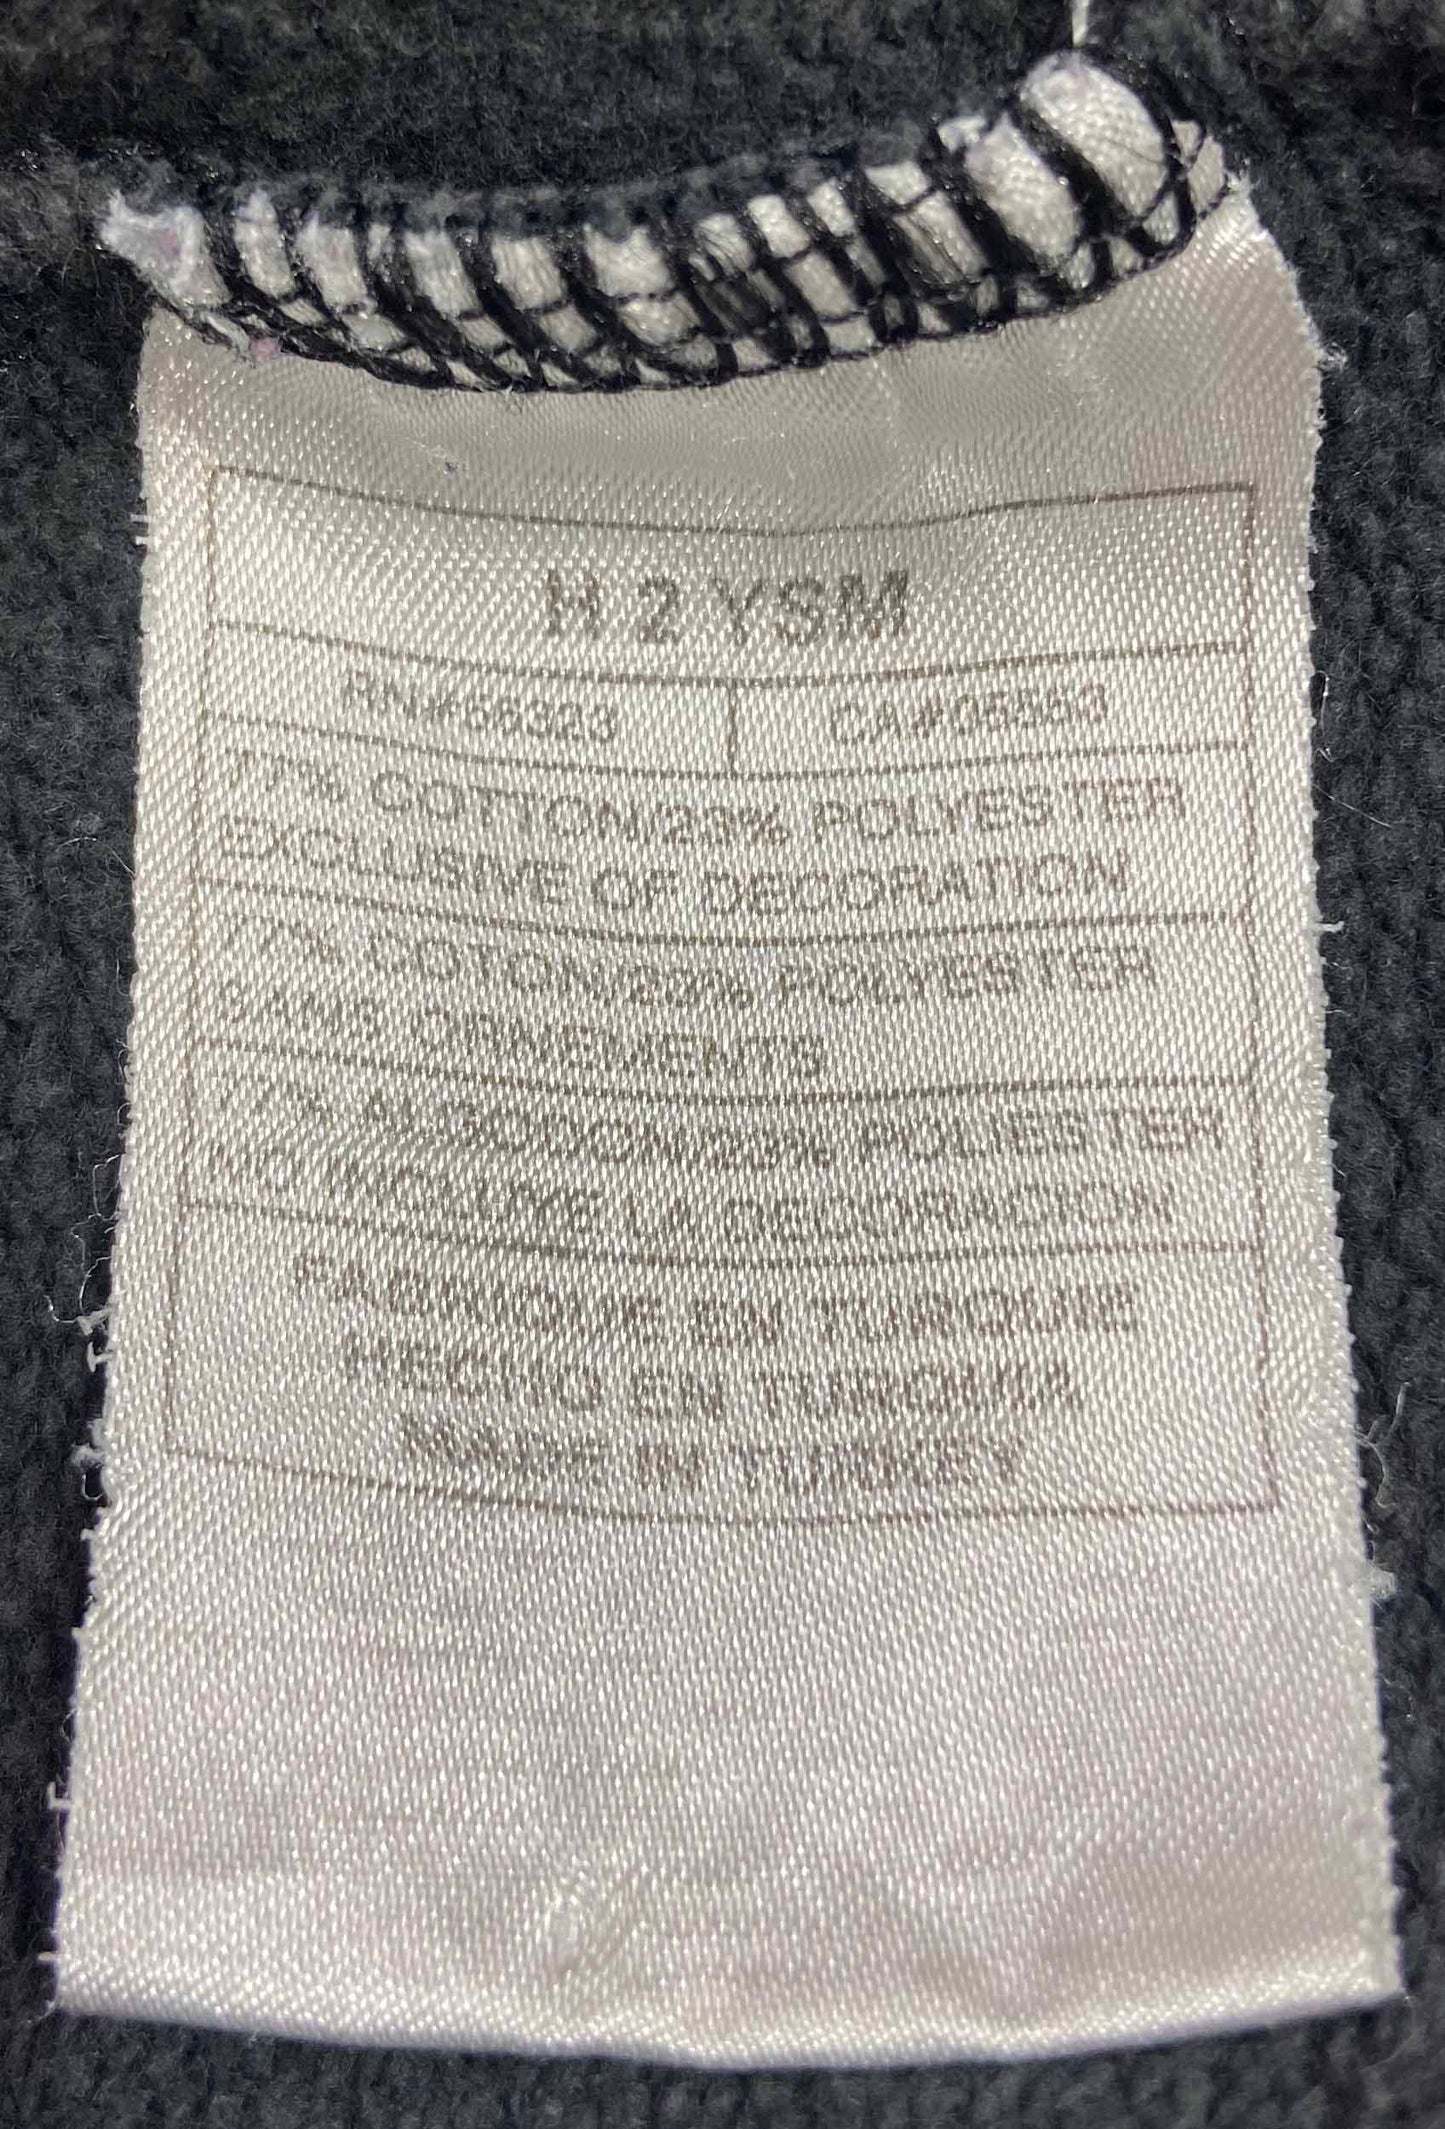 H 2 YSM
RN#56323 CA#05553
77% COTTON/23% POLYESTER
EXCLUSIVE OF DECORATION
77% COTON/23% POLYESTER
SANS ORNEMENTS
77% ALGODON/23% POLIESTER
NO INCLUYE LA DECORACION
FABRIQUE EN TURQUIE
HECHO EN TURQUIA
MADE IN TURKEY